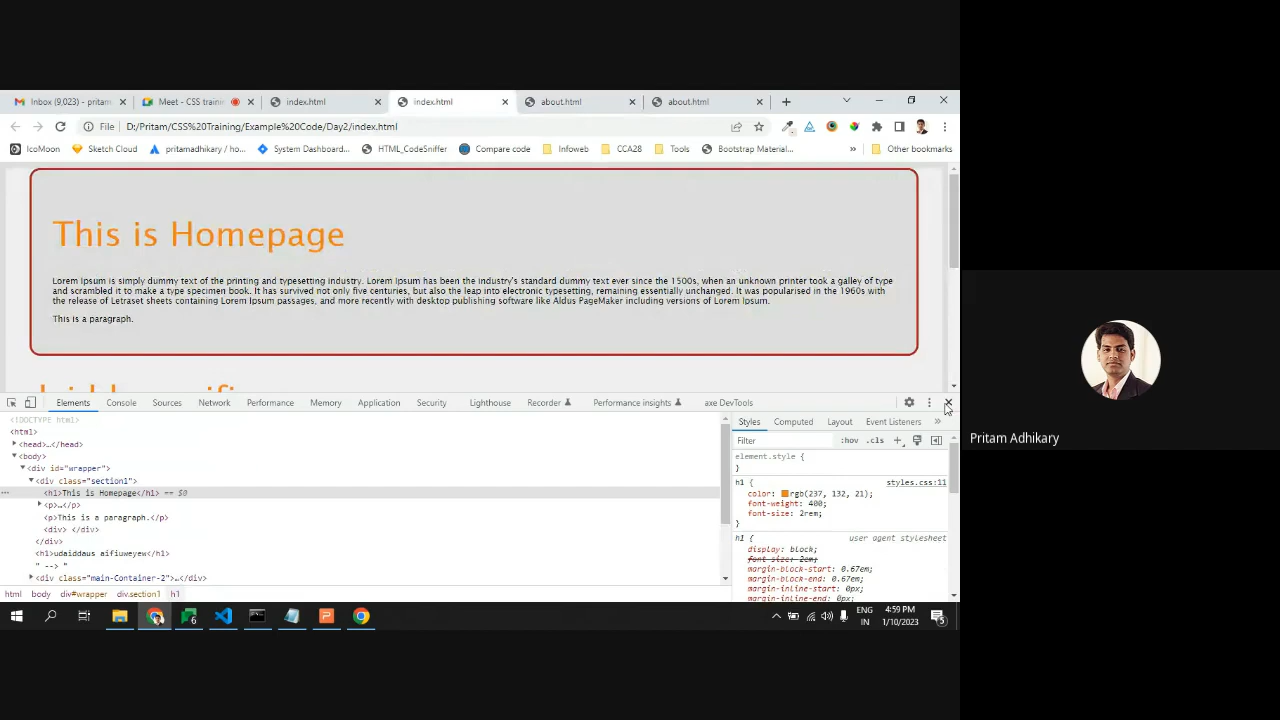 Inbox (9,023) - pritam
Meet - CSS traini
index.html
index.html
about.html
about.html
File
D:/Pritam/CSS%20Training/Example%20Code/Day2/index.html
IcoMoon
Sketch Cloud
pritamadhikary / ho...
System Dashboard...
HTML_CodeSniffer
Compare code
Infoweb
CCA28
Tools
Bootstrap Material...
»
Other bookmarks
This is Homepage
Lorem Ipsum is simply dummy text of the printing and typesetting industry. Lorem Ipsum has been the industry's standard dummy text ever since the 1500s, when an unknown printer took a galley of type
and scrambled it to make a type specimen book. It has survived not only five centuries, but also the leap into electronic typesetting, remaining essentially unchanged. It was popularised in the 1960s with
the release of Letraset sheets containing Lorem Ipsum passages, and more recently with desktop publishing software like Aldus PageMaker including versions of Lorem Ipsum.
This is a paragraph.
Elements
Console
Sources
Network
Performance
Memory
Application
Security
Lighthouse
Recorder
Performance insights
axe DevTools
<!DOCTYPE html>
<html>
<head>…</head>
<body>
<div id="wrapper">
<div class="section1">
<h1>This is Homepage</h1> == $0
<p>…</p>
<p>This is a paragraph.</p>
<div> </div>
</div>
<h1>udaiddaus aifiuweyew</h1>
" --> "
<div class="main-Container-2">…</div>
html body div#wrapper div.section1 h1
Styles
Computed
Layout
Event Listeners
»
Filter
:hov .cls +
element.style {
}
h1 { styles.css:11
color: rgb(237, 132, 21);
font-weight: 400;
font-size: 2rem;
}
h1 { user agent stylesheet
display: block;
font-size: 2em;
margin-block-start: 0.67em;
margin-block-end: 0.67em;
margin-inline-start: 0px;
margin-inline-end: 0px;
ENG
IN
4:59 PM
1/10/2023
5
Pritam Adhikary